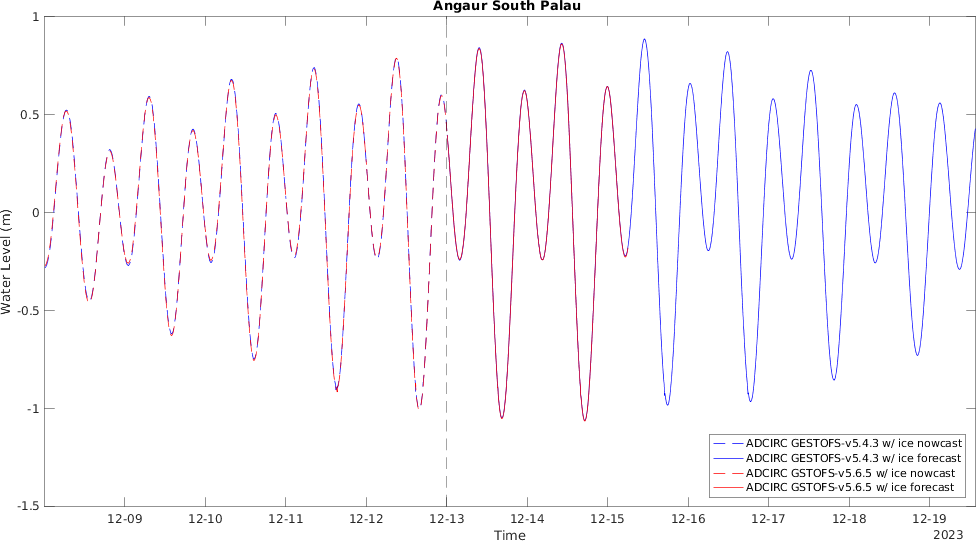 Angaur South Palau
1
0.5
0
-0.5
-1
-1.5
Water Level (m)
ADCIRC GESTOFS-v5.4.3 w/ ice nowcast
ADCIRC GESTOFS-v5.4.3 w/ ice forecast
ADCIRC GSTOFS-v5.6.5 w/ ice nowcast
ADCIRC GSTOFS-v5.6.5 w/ ice forecast
12-09 12-10 12-11 12-12 12-13 12-14 12-15 12-16 12-17 12-18 12-19
Time
2023